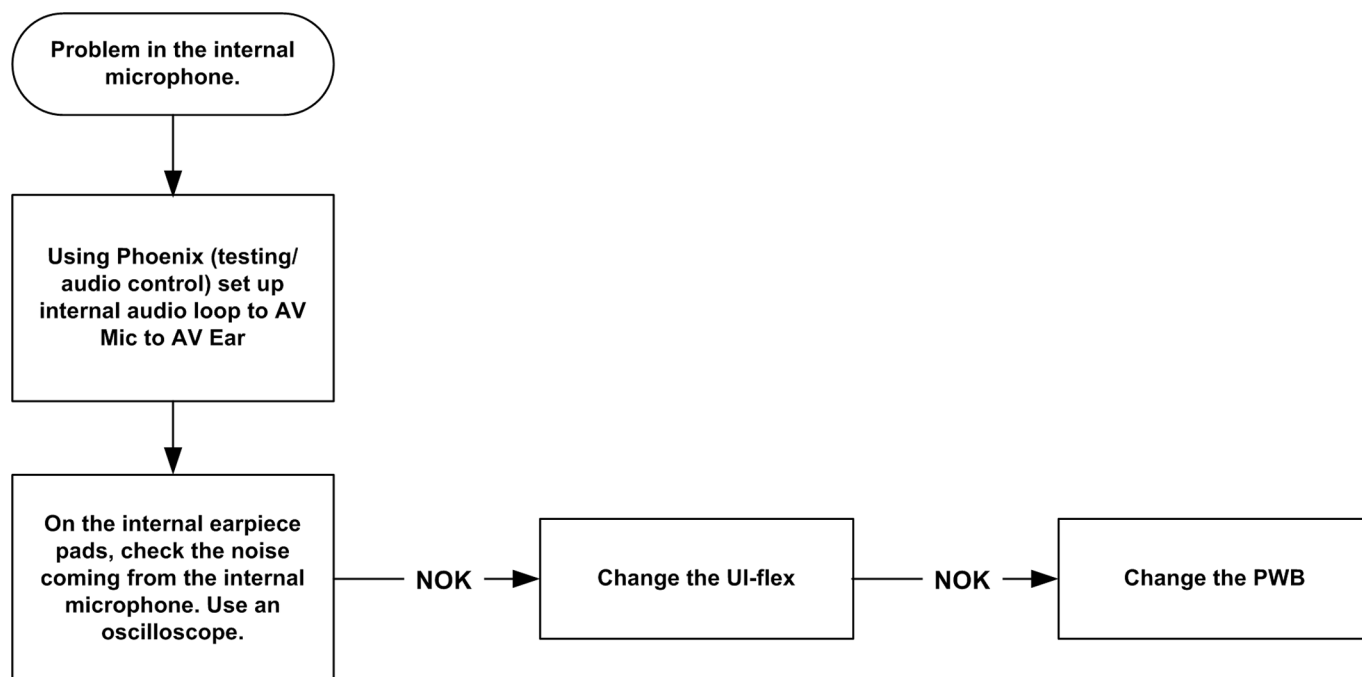 Problem in the internal
microphone.
Using Phoenix (testing/
audio control) set up
internal audio loop to AV
Mic to AV Ear
On the internal earpiece
pads, check the noise
coming from the internal
microphone. Use an
oscilloscope.
NOK
Change the UI-flex
NOK
Change the PWB